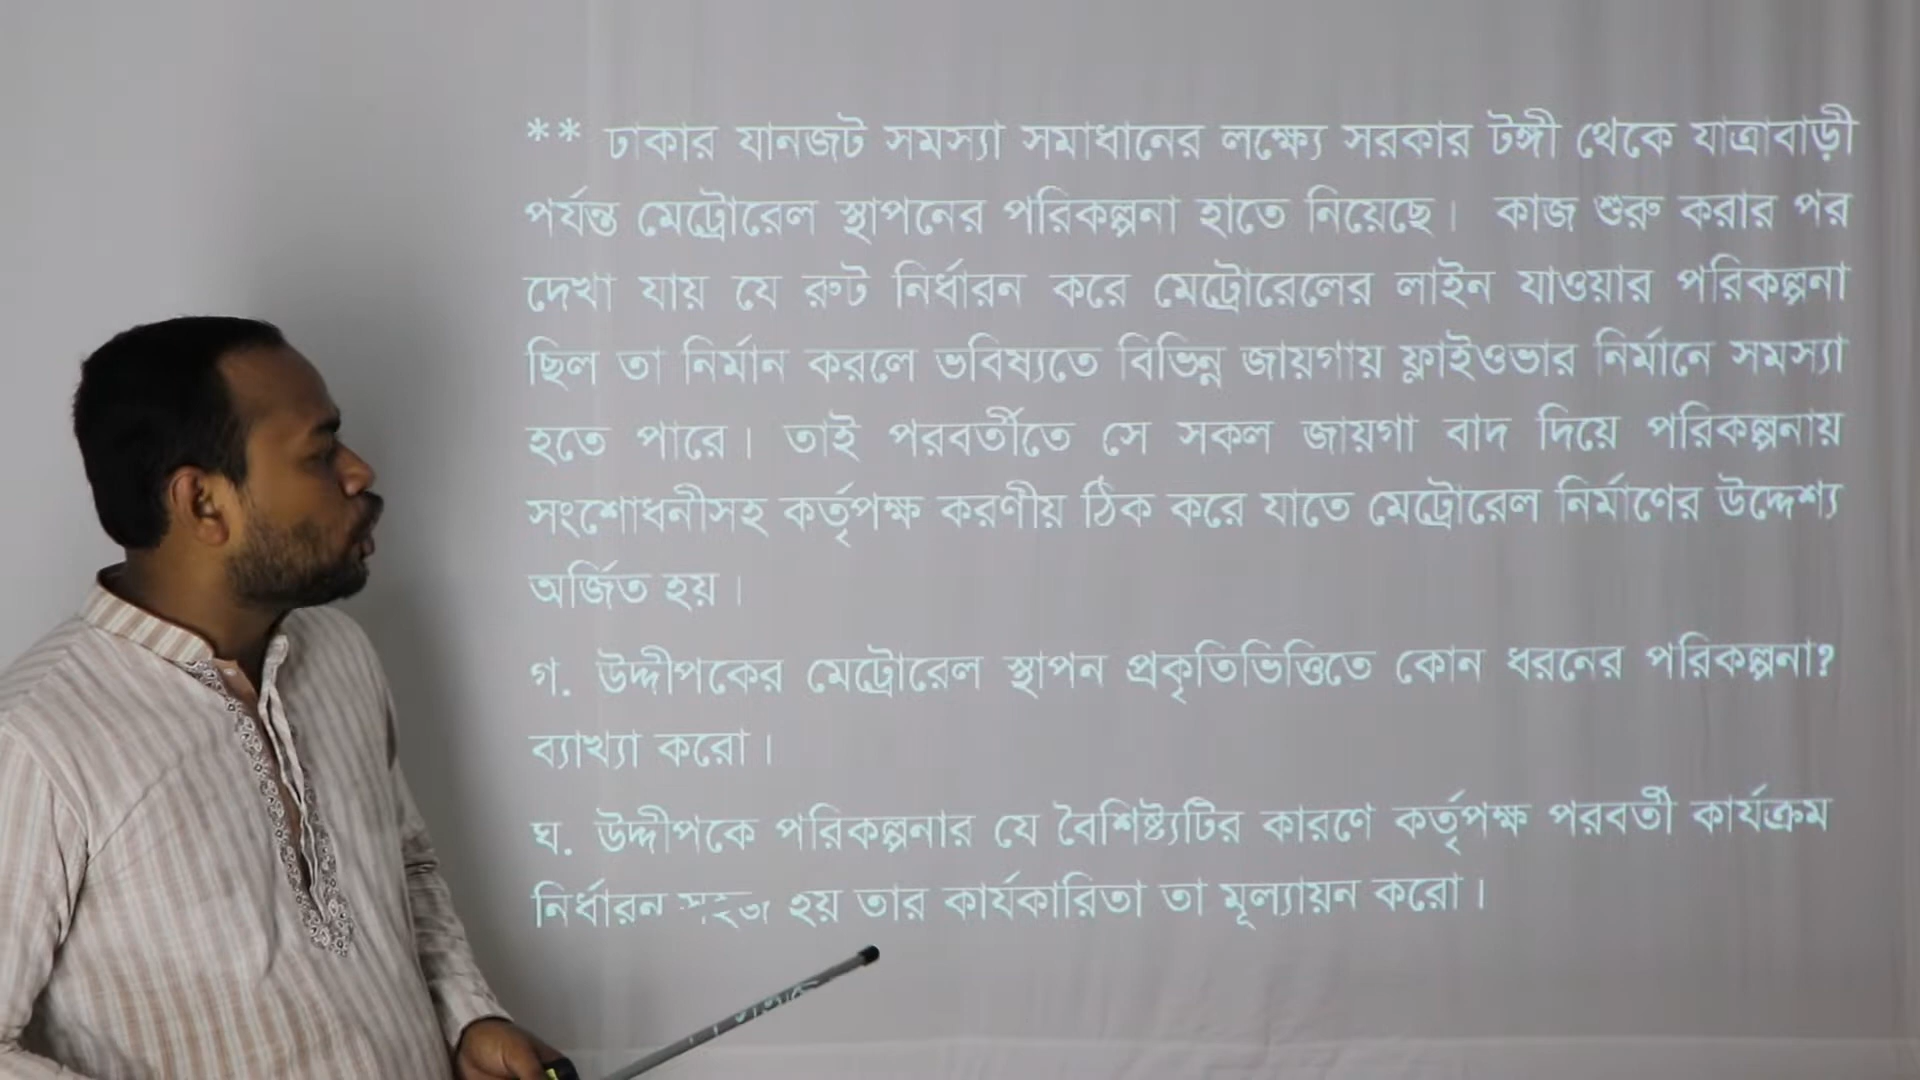 ** ঢাকার যানজট সমস্যা সমাধানের লক্ষ্যে সরকার টঙ্গী থেকে যাত্রাবাড়ী
পর্যন্ত মেট্রোরেল স্থাপনের পরিকল্পনা হাতে নিয়েছে। কাজ শুরু করার পর
দেখা যায় যে রুট নির্ধারন করে মেট্রোরেলের লাইন যাওয়ার পরিকল্পনা
ছিল তা নির্মান করলে ভবিষ্যতে বিভিন্ন জায়গায় ফ্লাইওভার নির্মানে সমস্যা
হতে পারে। তাই পরবর্তীতে সে সকল জায়গা বাদ দিয়ে পরিকল্পনায়
সংশোধনীসহ কর্তৃপক্ষ করণীয় ঠিক করে যাতে মেট্রোরেল নির্মাণের উদ্দেশ্য
অর্জিত হয়।
গ. উদ্দীপকের মেট্রোরেল স্থাপন প্রকৃতিভিত্তিতে কোন ধরনের পরিকল্পনা?
ব্যাখ্যা করো।
ঘ. উদ্দীপকে পরিকল্পনার যে বৈশিষ্ট্যটির কারণে কর্তৃপক্ষ পরবর্তী কার্যক্রম
নির্ধারন সহজ হয় তার কার্যকারিতা তা মূল্যায়ন করো।